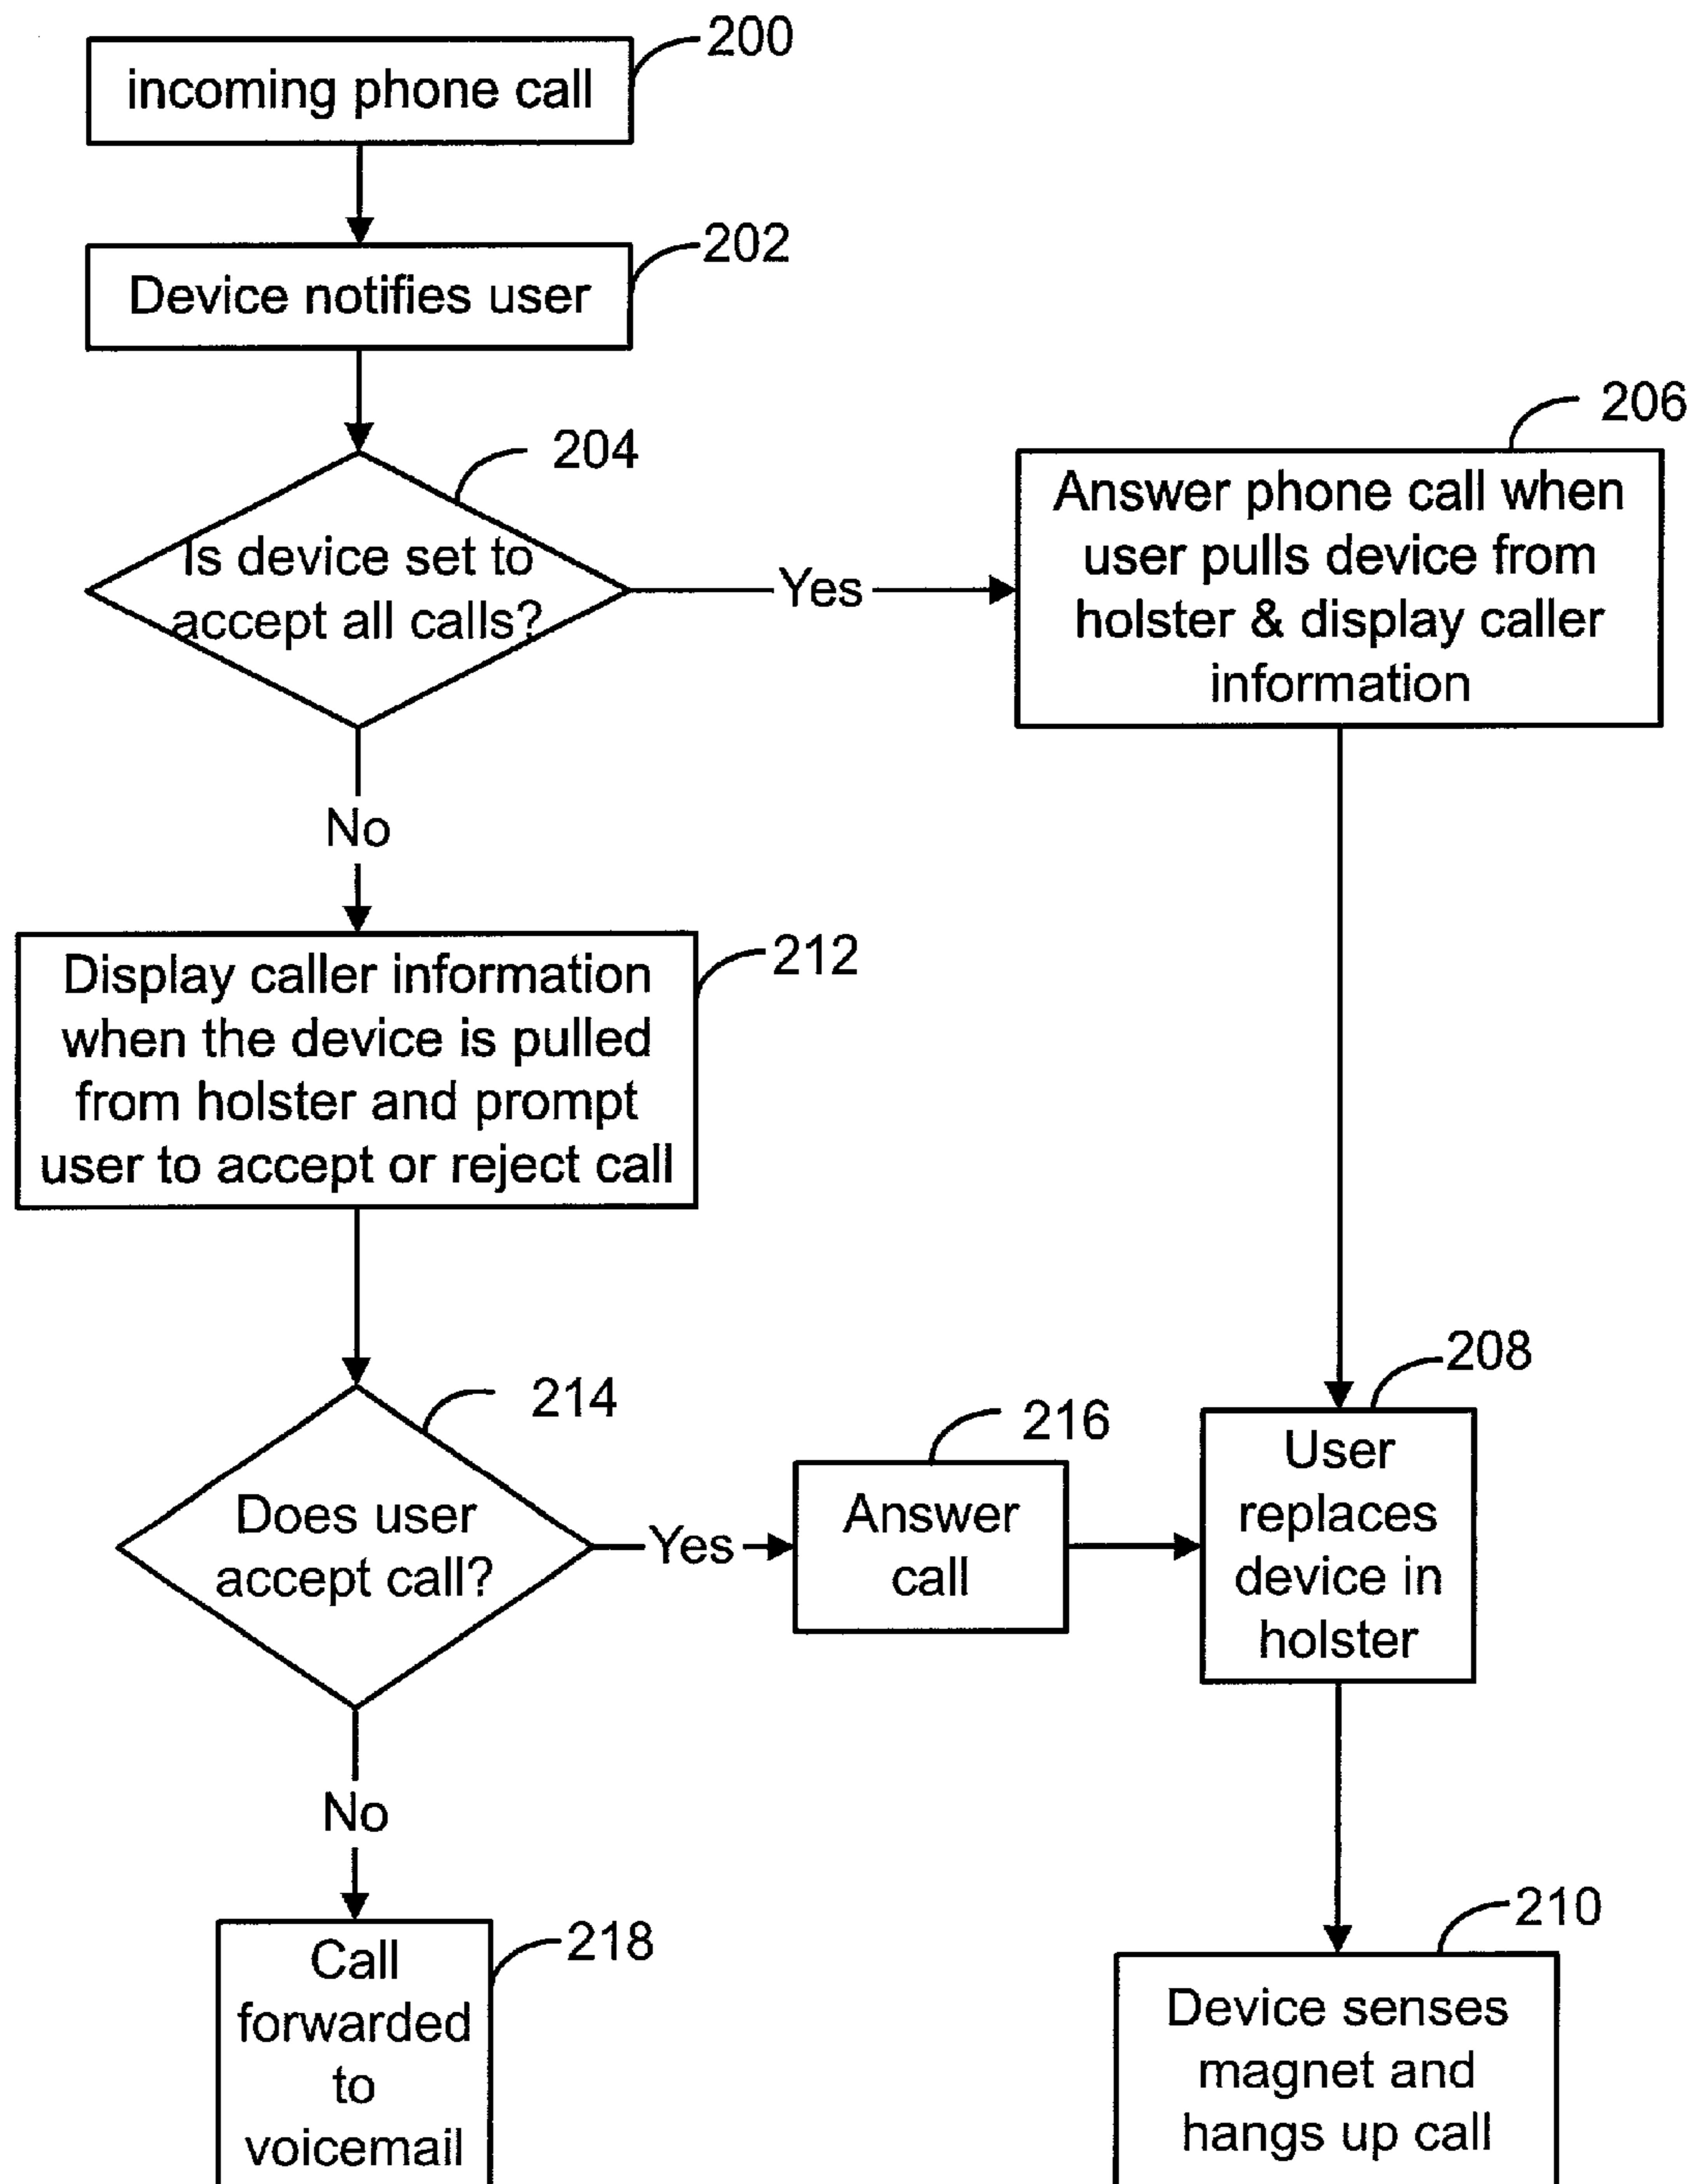 200
incoming phone call
202
Device notifies user
204
Is device set to
accept all calls?
Yes
206
Answer phone call when
user pulls device from
holster & display caller
information
No
212
Display caller information
when the device is pulled
from holster and prompt
user to accept or reject call
214
Does user
accept call?
Yes
216
Answer
call
208
User
replaces
device in
holster
No
218
Call
forwarded
to
voicemail
210
Device senses
magnet and
hangs up call